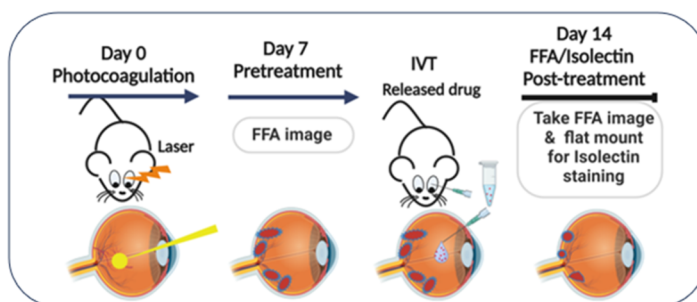 Day 0
Photocoagulation
Laser
Day 7
Pretreatment
FFA image
IVT
Released drug
Day 14
FFA/Isolectin
Post-treatment
Take FFA image
& flat mount
for Isolectin
staining